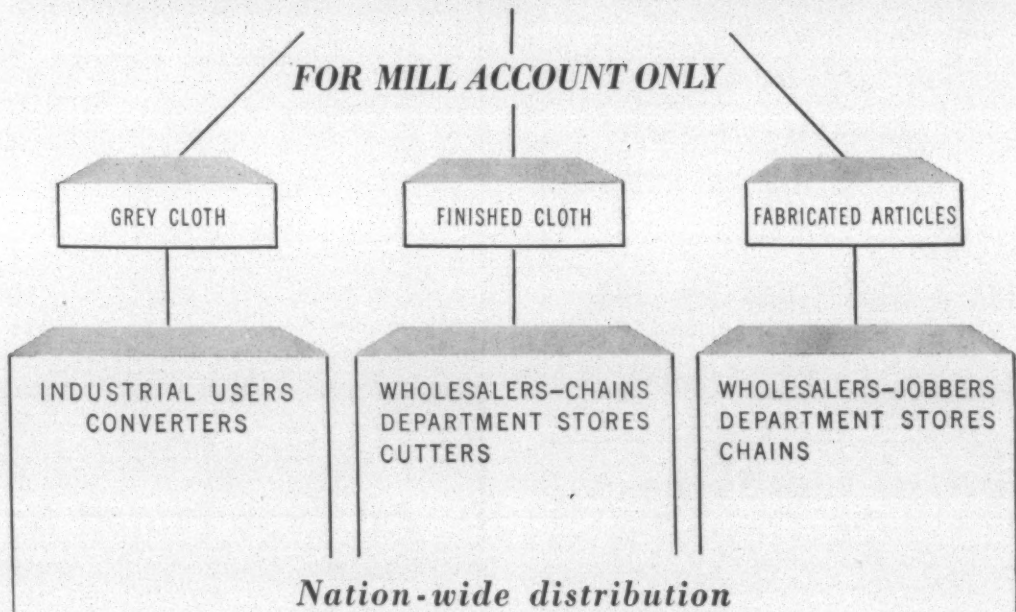 FOR MILL ACCOUNT ONLY
GREY CLOTH
FINISHED CLOTH
FABRICATED ARTICLES
INDUSTRIAL USERS
CONVERTERS
WHOLESALERS–CHAINS
DEPARTMENT STORES
CUTTERS
WHOLESALERS–JOBBERS
DEPARTMENT STORES
CHAINS
Nation-wide distribution